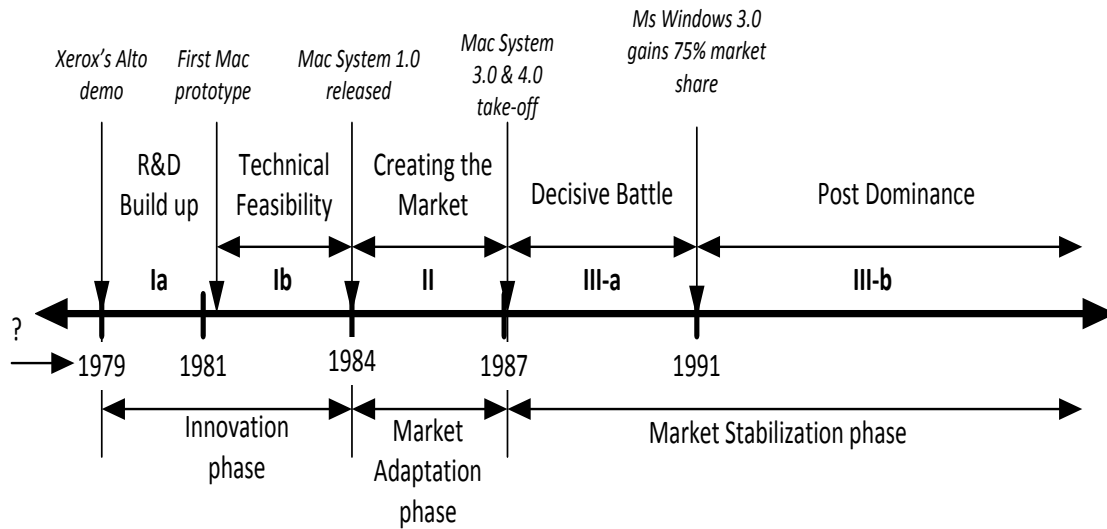 Xerox's Alto
demo
First Mac
prototype
Mac System 1.0
released
Mac System
3.0 & 4.0
take-off
Ms Windows 3.0
gains 75% market
share
R&D
Build up
Technical
Feasibility
Creating the
Market
Decisive Battle
Post Dominance
Ia
Ib
II
III-a
III-b
?
1979
1981
1984
1987
1991
Innovation
phase
Market
Adaptation
phase
Market Stabilization phase